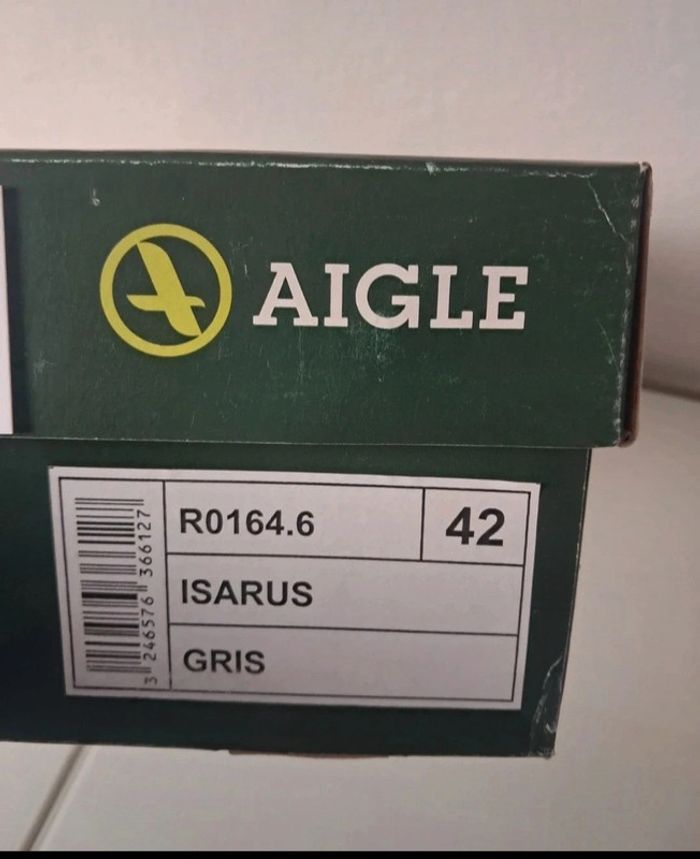 AIGLE
R0164.6
42
ISARUS
GRIS
3 246576 366127